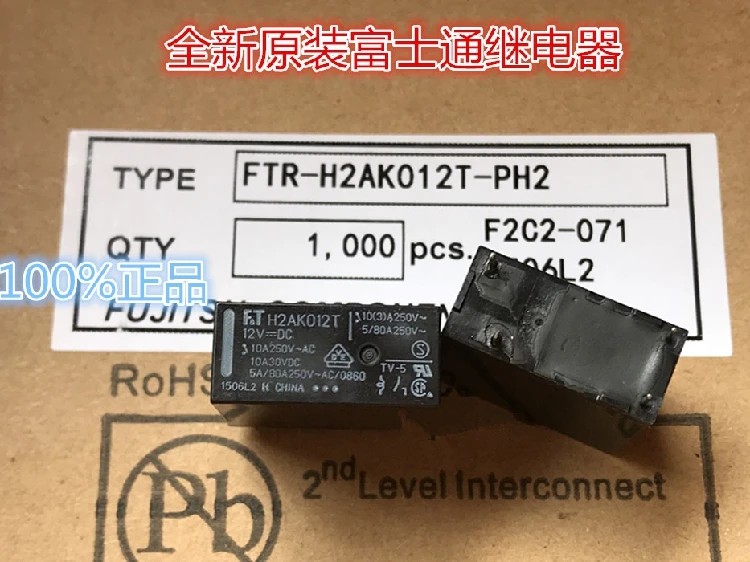 全新原装富士通继电器
TYPE FTR-H2AK012T-PH2
QTY 1,000 pcs. F2C2-071
06L2
100%正品
FUJITS
F&T H2AK012T
12V⎓DC
10A250V~AC
10A30VDC
5A/80A250V~AC/0860
1506L2 H CHINA
10(3)A250V~
5/80A250V~
TV-5
RoHS
Pb
2nd Level Interconnect